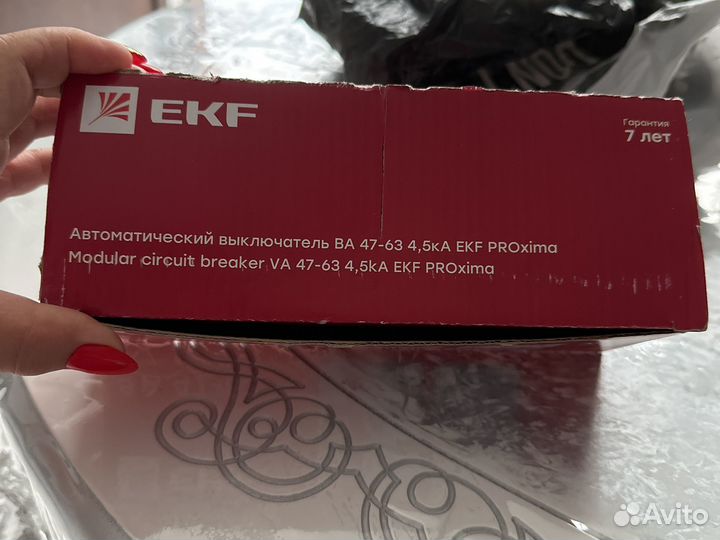 EKF
Гарантия
7 лет
Автоматический выключатель ВА 47-63 4,5кА EKF PROxima
Modular circuit breaker VA 47-63 4,5kA EKF PROxima
Avito